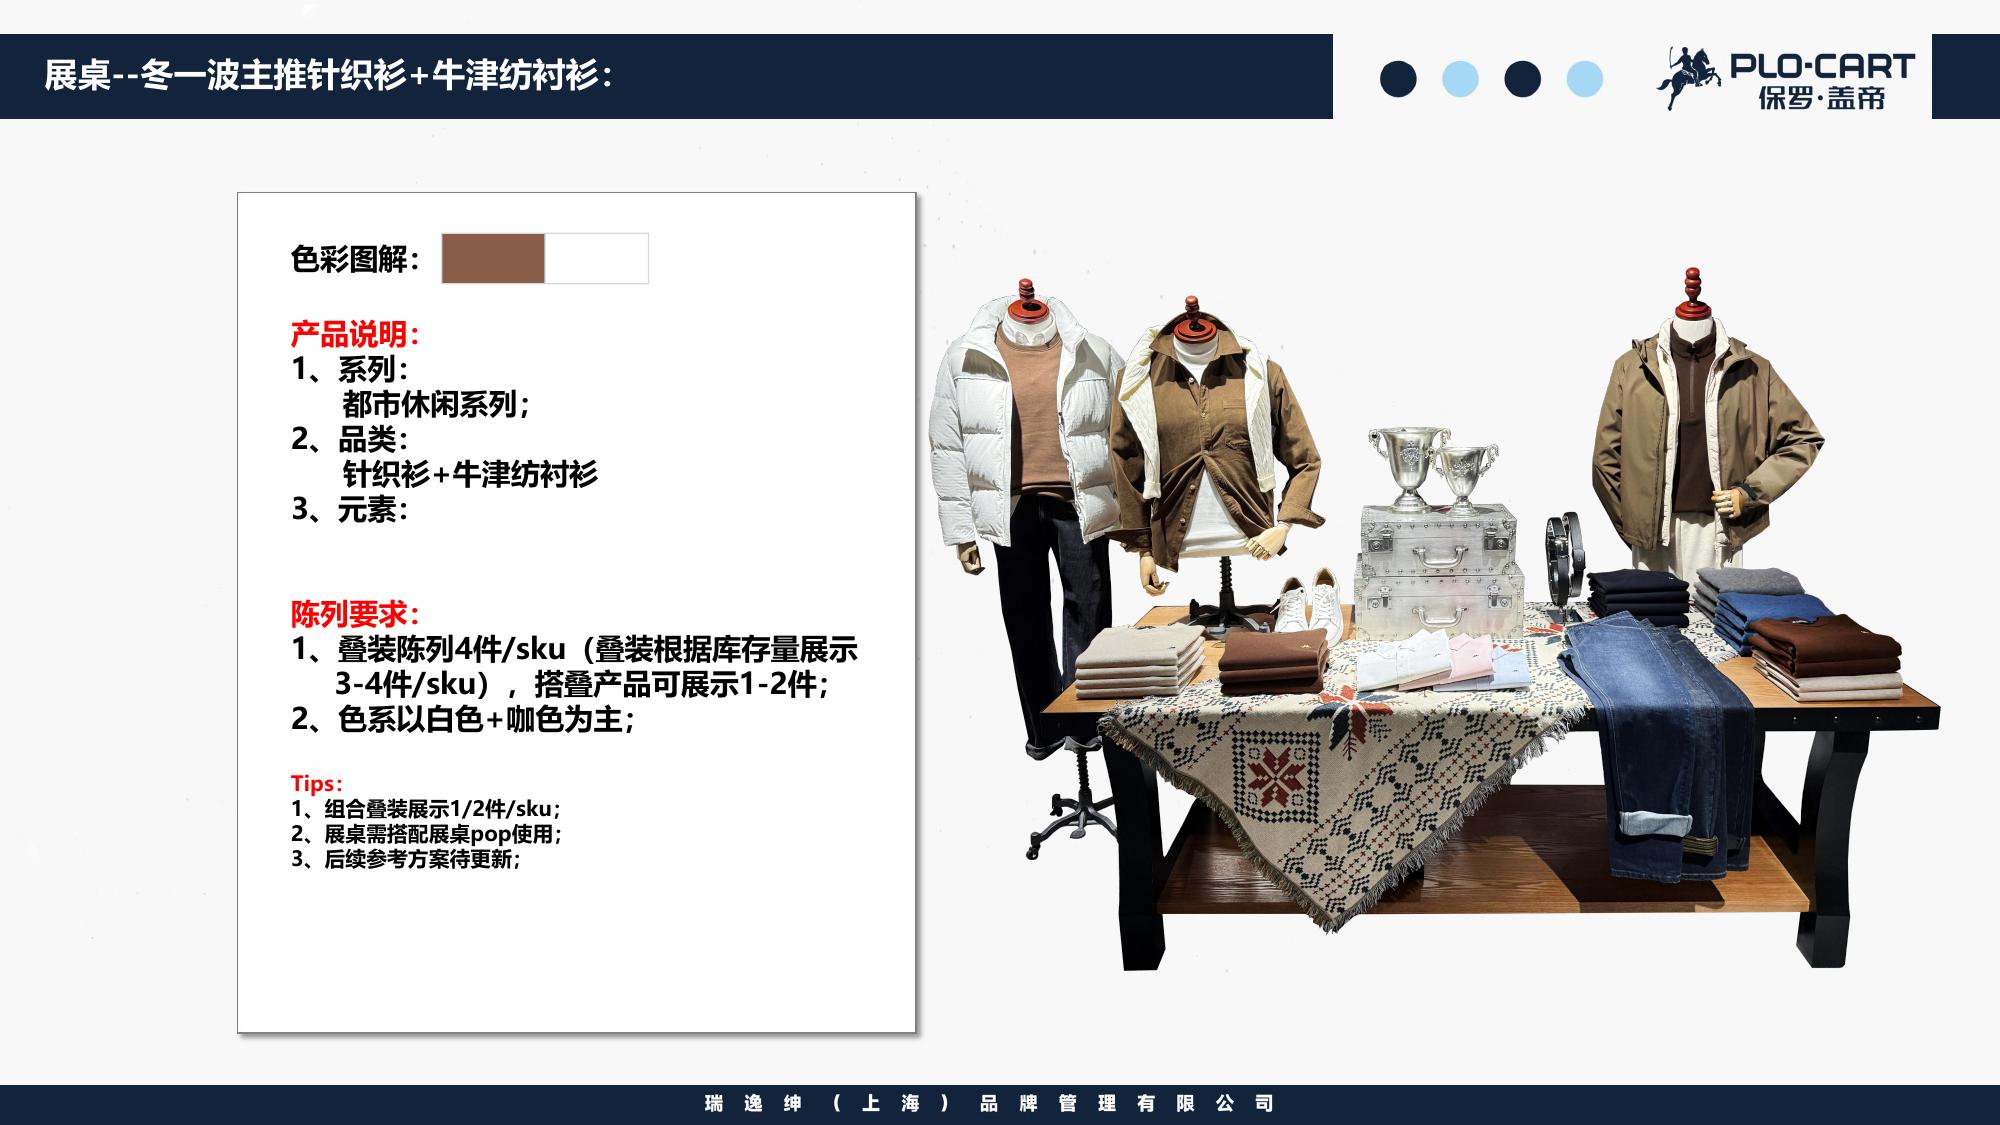 展桌--冬一波主推针织衫+牛津纺衬衫：
PLO·CART
保罗·盖帝
色彩图解：
产品说明：
1、系列：
都市休闲系列；
2、品类：
针织衫+牛津纺衬衫
3、元素：
陈列要求：
1、叠装陈列4件/sku（叠装根据库存量展示
3-4件/sku），搭叠产品可展示1-2件；
2、色系以白色+咖色为主；
Tips：
1、组合叠装展示1/2件/sku；
2、展桌需搭配展桌pop使用；
3、后续参考方案待更新；
瑞逸绅（上海）品牌管理有限公司